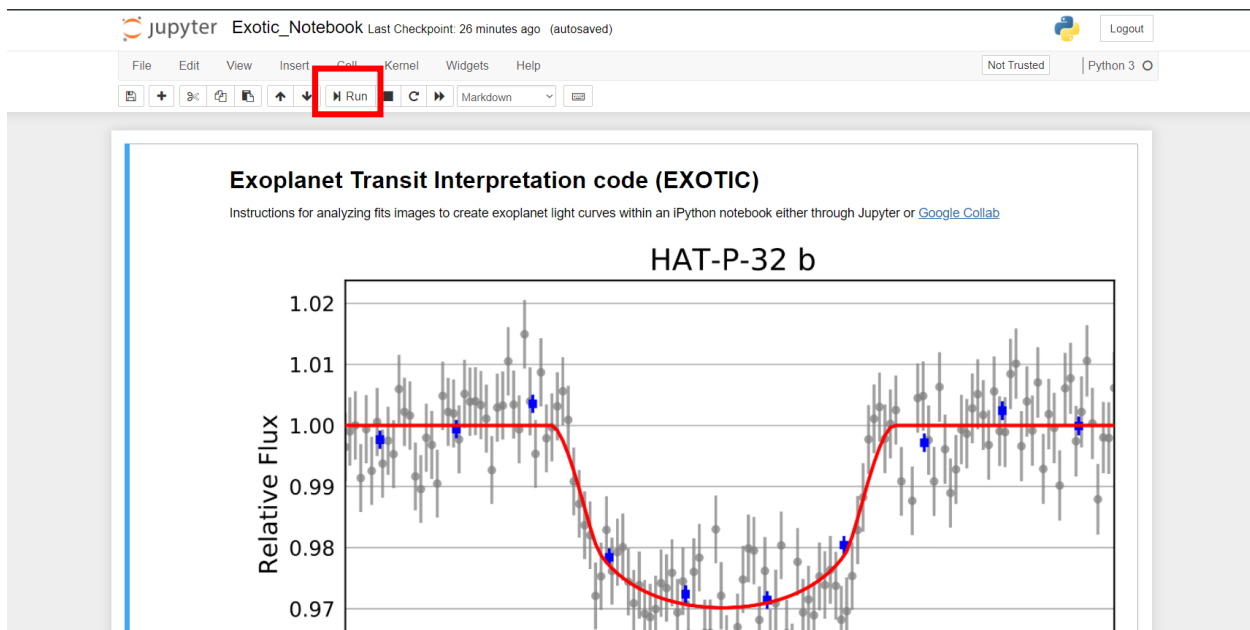 jupyter Exotic_Notebook Last Checkpoint: 26 minutes ago (autosaved) Logout
File Edit View Insert Cell Kernel Widgets Help Not Trusted Python 3
Run Markdown
Exoplanet Transit Interpretation code (EXOTIC)
Instructions for analyzing fits images to create exoplanet light curves within an iPython notebook either through Jupyter or Google Collab
HAT-P-32 b
1.02
1.01
1.00
0.99
0.98
0.97
Relative Flux